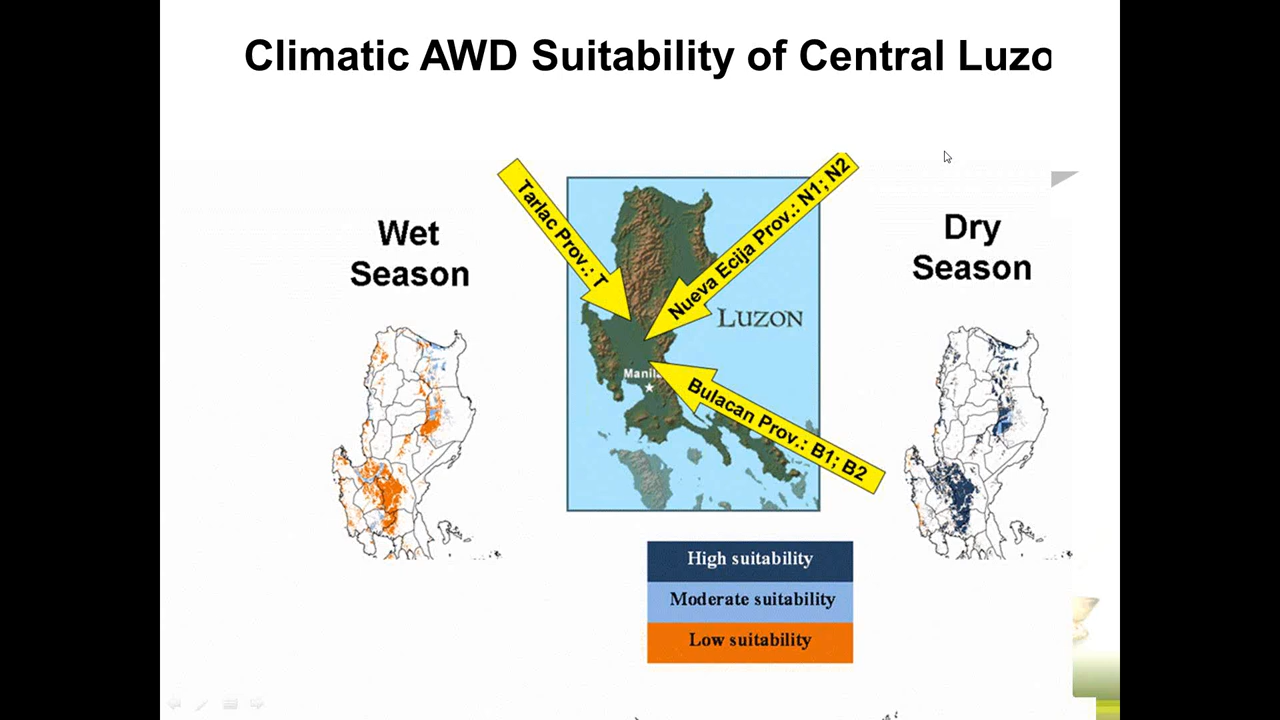 Climatic AWD Suitability of Central Luzo
Wet
Season
Tarlac Prov.: T
Nueva Ecija Prov.: N1; N2
Dry
Season
LUZON
Manila
Bulacan Prov.: B1; B2
High suitability
Moderate suitability
Low suitability